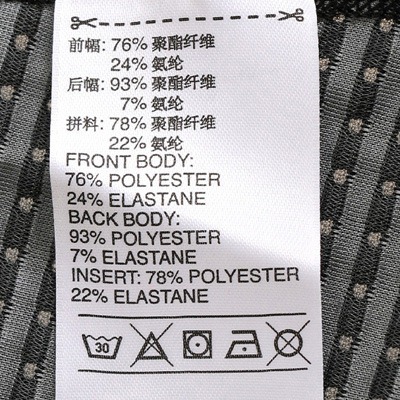 前幅: 76% 聚酯纤维
24% 氨纶
后幅: 93% 聚酯纤维
7% 氨纶
拼料: 78% 聚酯纤维
22% 氨纶
FRONT BODY:
76% POLYESTER
24% ELASTANE
BACK BODY:
93% POLYESTER
7% ELASTANE
INSERT: 78% POLYESTER
22% ELASTANE
30